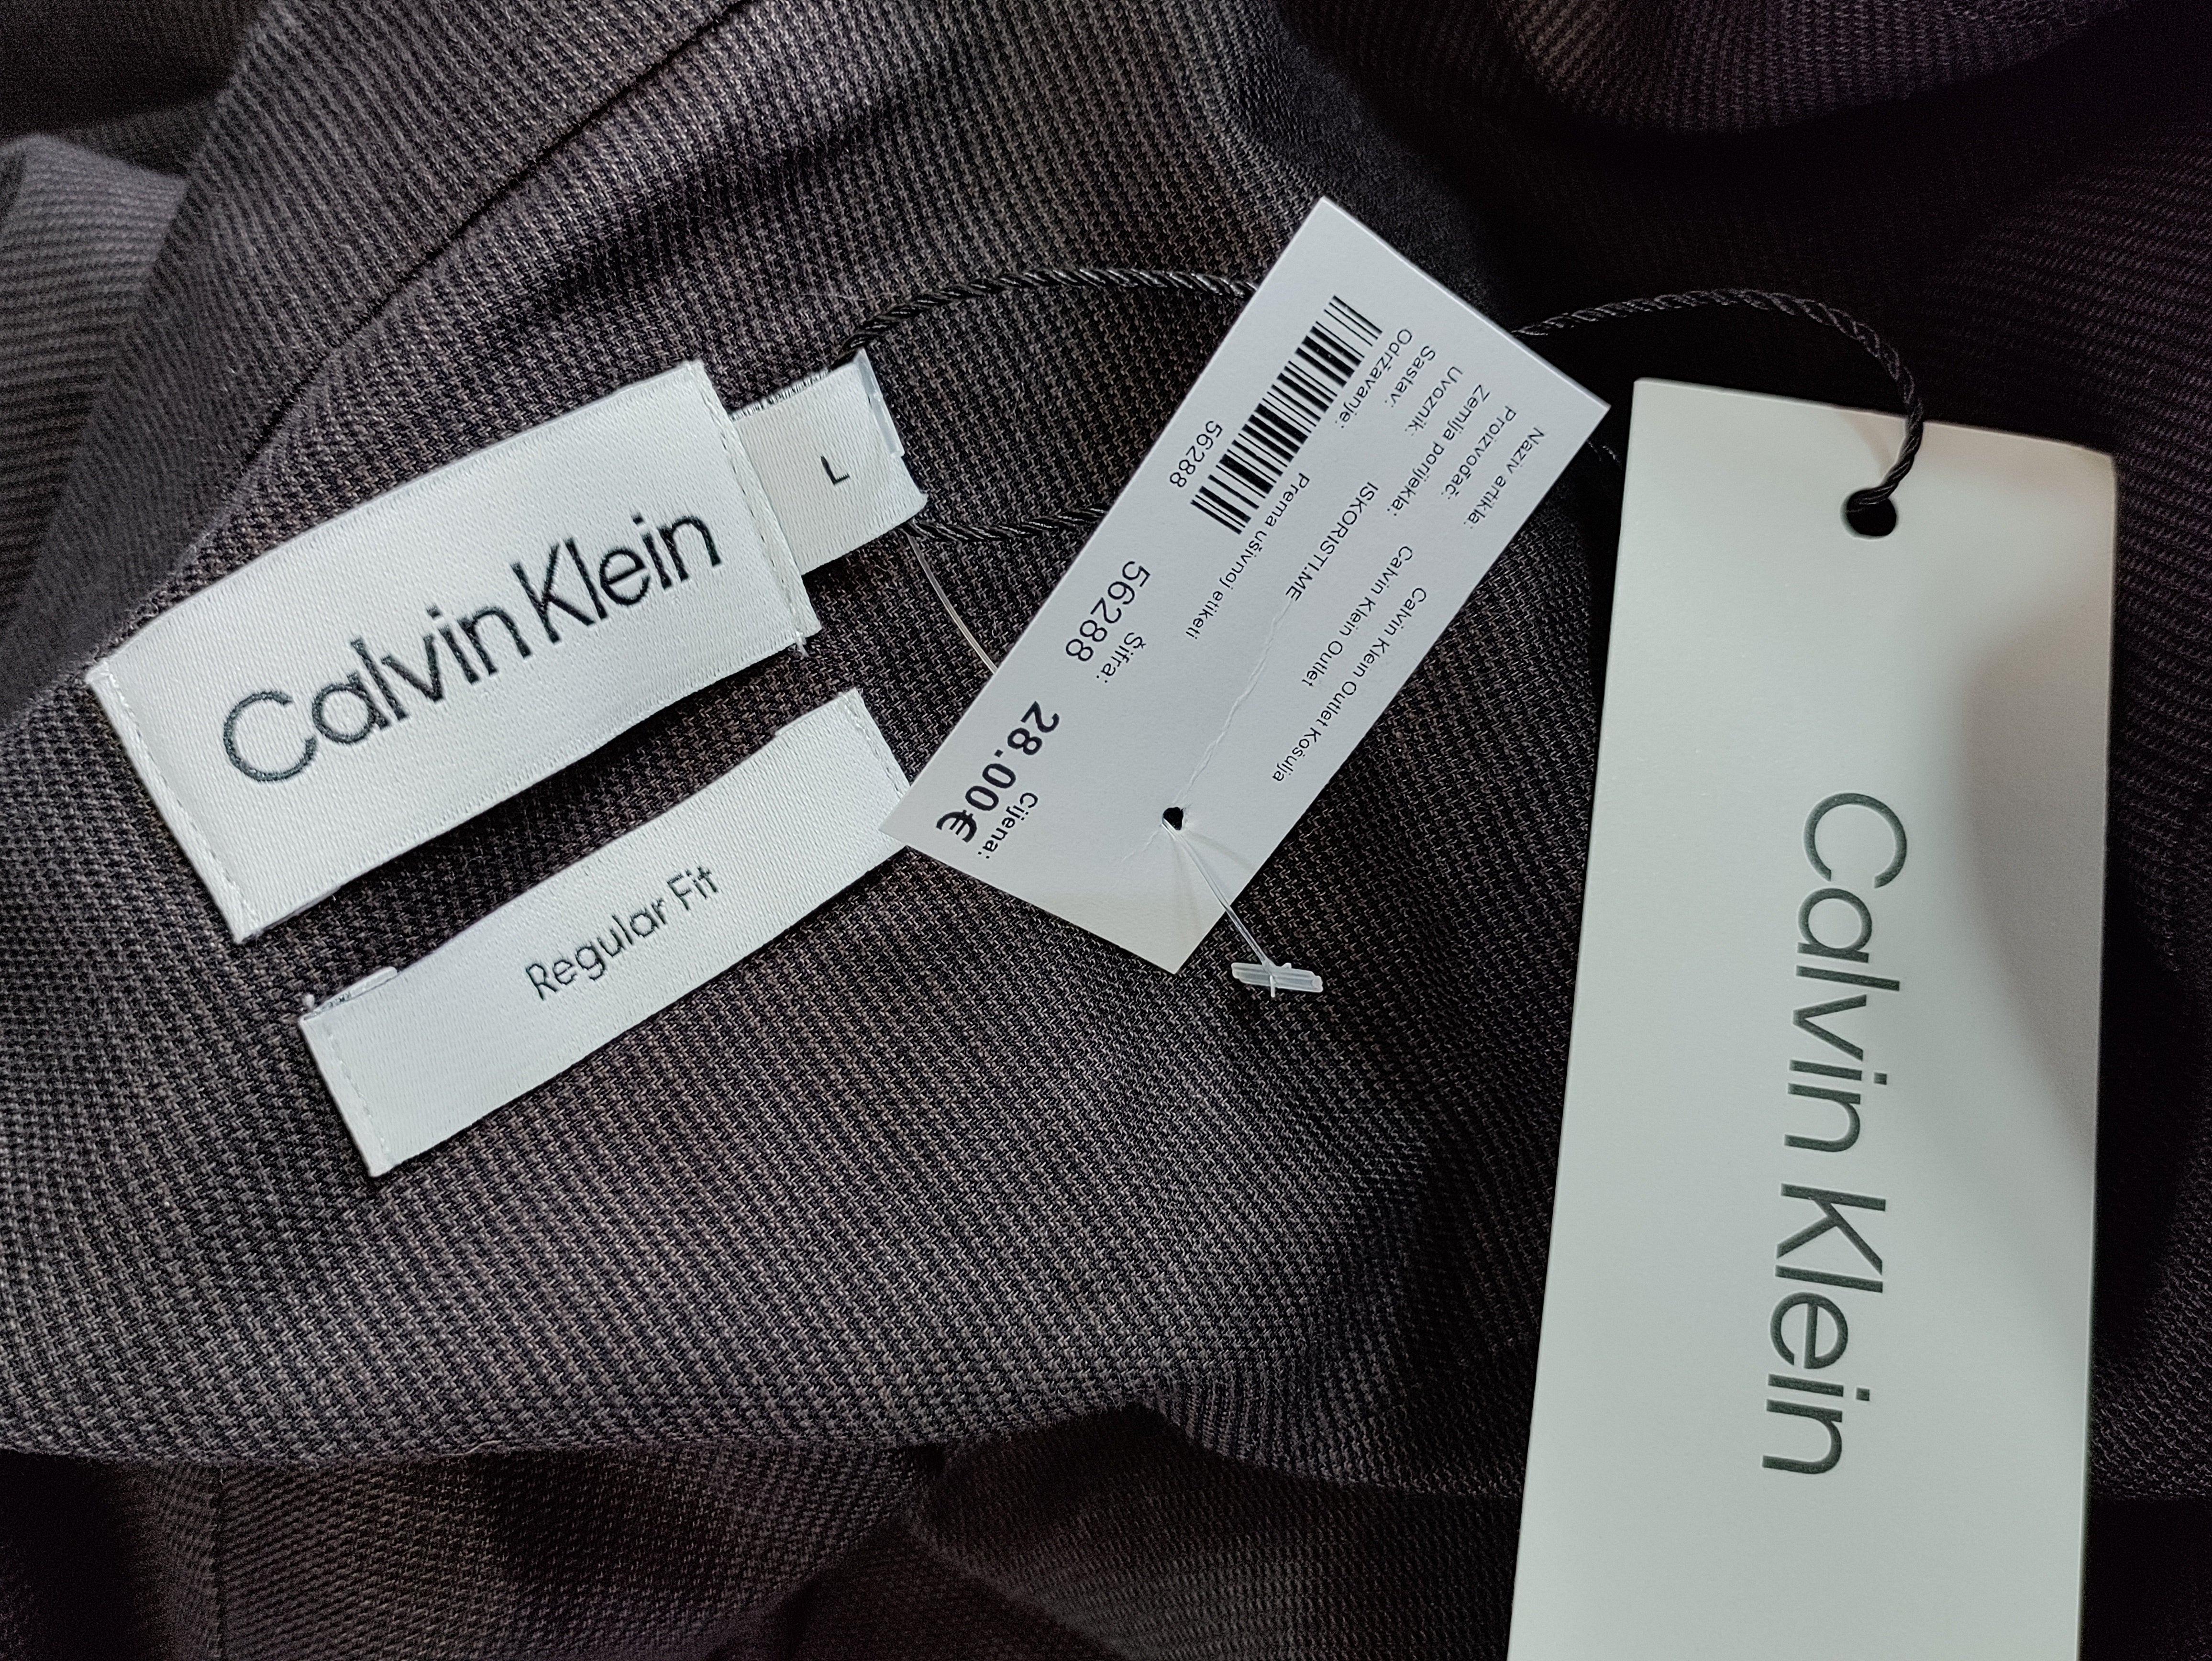 Calvin Klein
L
Regular Fit
Naziv artikla: Calvin Klein Outlet Košulja
Proizvođač: Calvin Klein Outlet
Zemlja porijekla:
Uvoznik: ISKORISTI.ME
Sastav:
Održavanje: Prema ušivnoj etiketi
56288
Šifra:
56288
Cijena:
28.00€
Calvin Klein